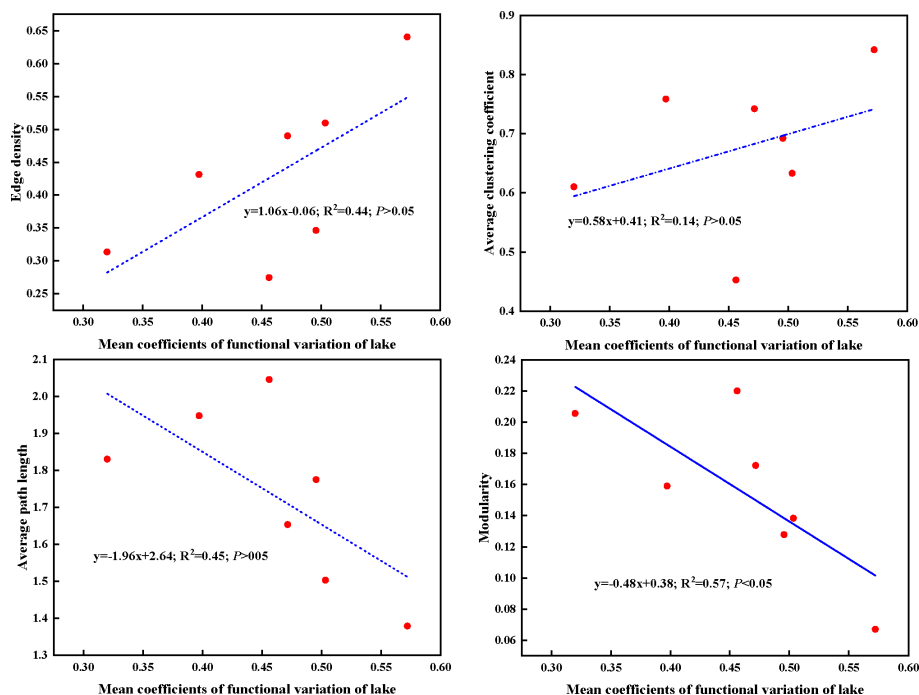 0.65
0.60
0.55
0.50
0.45
0.40
0.35
0.30
0.25
Edge density
y=1.06x-0.06; R²=0.44; P>0.05
0.30 0.35 0.40 0.45 0.50 0.55 0.60
Mean coefficients of functional variation of lake
0.9
0.8
0.7
0.6
0.5
0.4
Average clustering coefficient
y=0.58x+0.41; R²=0.14; P>0.05
0.30 0.35 0.40 0.45 0.50 0.55 0.60
Mean coefficients of functional variation of lake
2.1
2.0
1.9
1.8
1.7
1.6
1.5
1.4
1.3
Average path length
y=-1.96x+2.64; R²=0.45; P>005
0.30 0.35 0.40 0.45 0.50 0.55 0.60
Mean coefficients of functional variation of lake
0.24
0.22
0.20
0.18
0.16
0.14
0.12
0.10
0.08
0.06
Modularity
y=-0.48x+0.38; R²=0.57; P<0.05
0.30 0.35 0.40 0.45 0.50 0.55 0.60
Mean coefficients of functional variation of lake